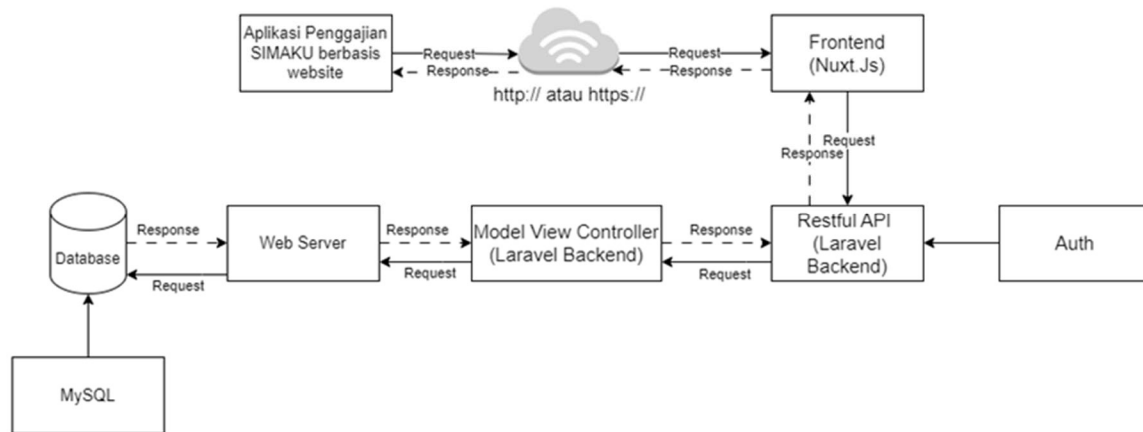 Aplikasi Penggajian
SIMAKU berbasis
website
Request
Response
http:// atau https://
Request
Response
Frontend
(Nuxt.Js)
Request
Response
Database
Response
Request
Web Server
Response
Request
Model View Controller
(Laravel Backend)
Response
Request
Restful API
(Laravel
Backend)
Auth
MySQL